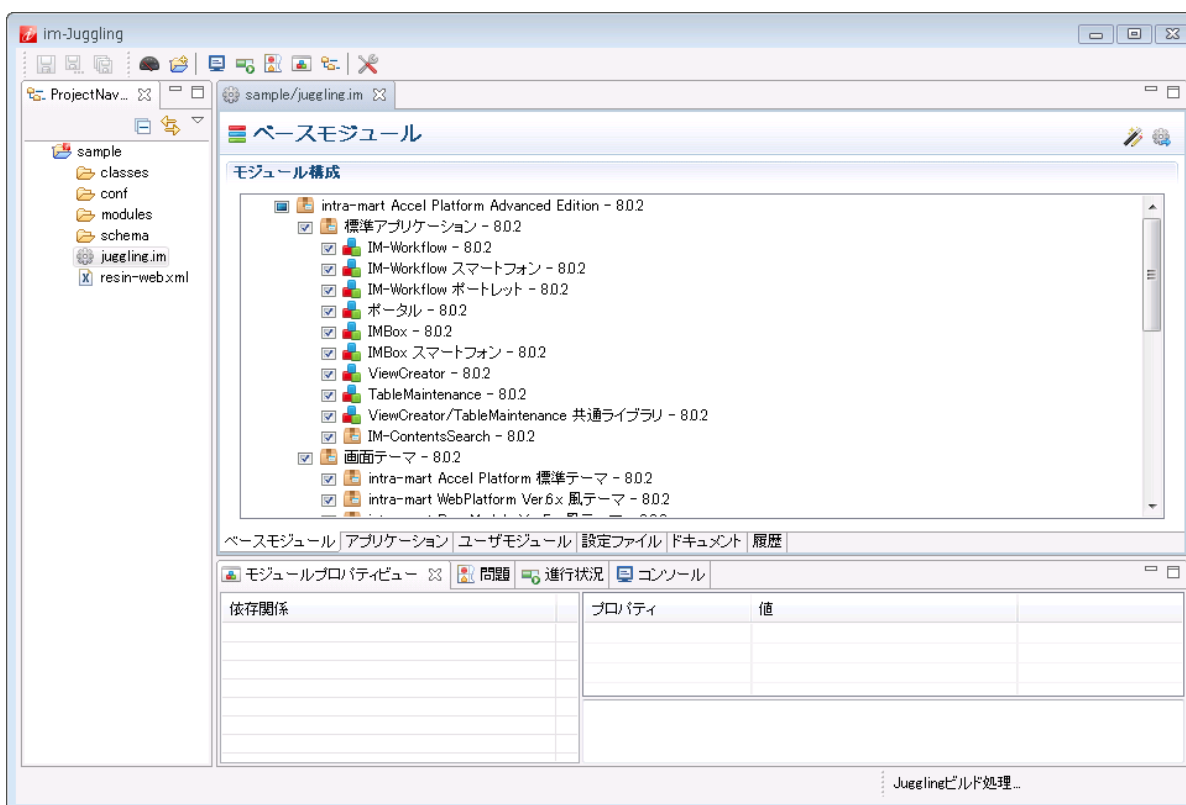 im-Juggling
ProjectNav...
sample/juggling.im
sample
classes
conf
modules
schema
juggling.im
resin-web.xml
ベースモジュール
モジュール構成
intra-mart Accel Platform Advanced Edition - 8.0.2
標準アプリケーション - 8.0.2
IM-Workflow - 8.0.2
IM-Workflow スマートフォン - 8.0.2
IM-Workflow ポートレット - 8.0.2
ポータル - 8.0.2
IMBox - 8.0.2
IMBox スマートフォン - 8.0.2
ViewCreator - 8.0.2
TableMaintenance - 8.0.2
ViewCreator/TableMaintenance 共通ライブラリ - 8.0.2
IM-ContentsSearch - 8.0.2
画面テーマ - 8.0.2
intra-mart Accel Platform 標準テーマ - 8.0.2
intra-mart WebPlatform Ver.6.x 風テーマ - 8.0.2
ベースモジュール アプリケーション ユーザモジュール 設定ファイル ドキュメント 履歴
モジュールプロパティビュー 問題 進行状況 コンソール
依存関係 プロパティ 値
Jugglingビルド処理...